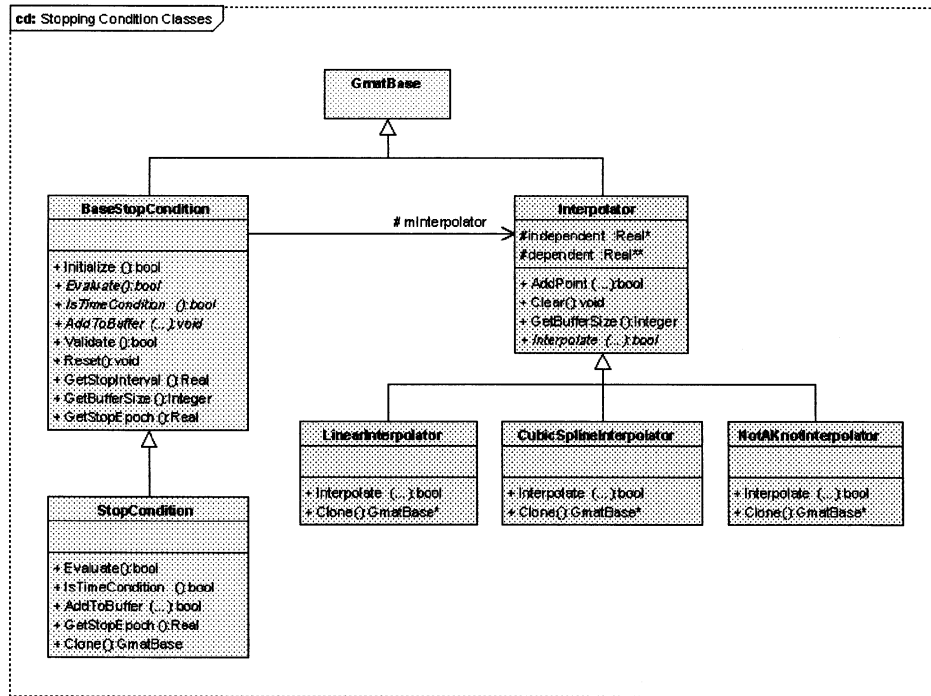 cd: Stopping Condition Classes
GmatBase
BaseStopCondition
+ Initialize ():bool
+ Evaluate():bool
+ IsTimeCondition ():bool
+ AddToBuffer (...):void
+ Validate ():bool
+ Reset():void
+ GetStopInterval ():Real
+ GetBufferSize ():Integer
+ GetStopEpoch ():Real
# mInterpolator
Interpolator
#independent :Real*
#dependent :Real**
+ AddPoint (...):bool
+ Clear():void
+ GetBufferSize ():Integer
+ Interpolate (...):bool
LinearInterpolator
+ Interpolate (...):bool
+ Clone():GmatBase*
CubicSplineInterpolator
+ Interpolate (...):bool
+ Clone():GmatBase*
NotAKnotInterpolator
+ Interpolate (...):bool
+ Clone():GmatBase*
StopCondition
+ Evaluate():bool
+ IsTimeCondition ():bool
+ AddToBuffer (...):bool
+ GetStopEpoch ():Real
+ Clone():GmatBase